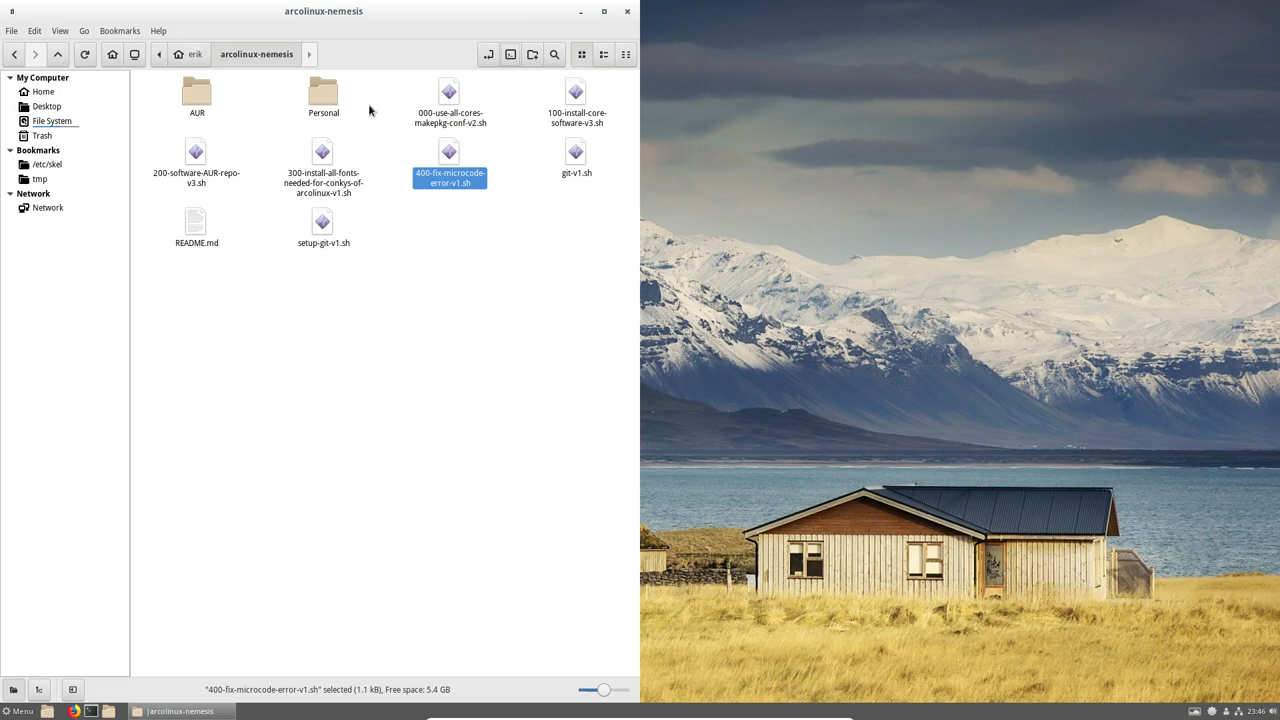 arcolinux-nemesis
File Edit View Go Bookmarks Help
erik arcolinux-nemesis
My Computer
Home
Desktop
File System
Trash
Bookmarks
/etc/skel
tmp
Network
Network
AUR
Personal
000-use-all-cores-
makepkg-conf-v2.sh
100-install-core-
software-v3.sh
200-software-AUR-repo-
v3.sh
300-install-all-fonts-
needed-for-conkys-of-
arcolinux-v1.sh
400-fix-microcode-
error-v1.sh
git-v1.sh
README.md
setup-git-v1.sh
"400-fix-microcode-error-v1.sh" selected (1.1 kB), Free space: 5.4 GB
Menu
[arcolinux-nemesis]
23:46